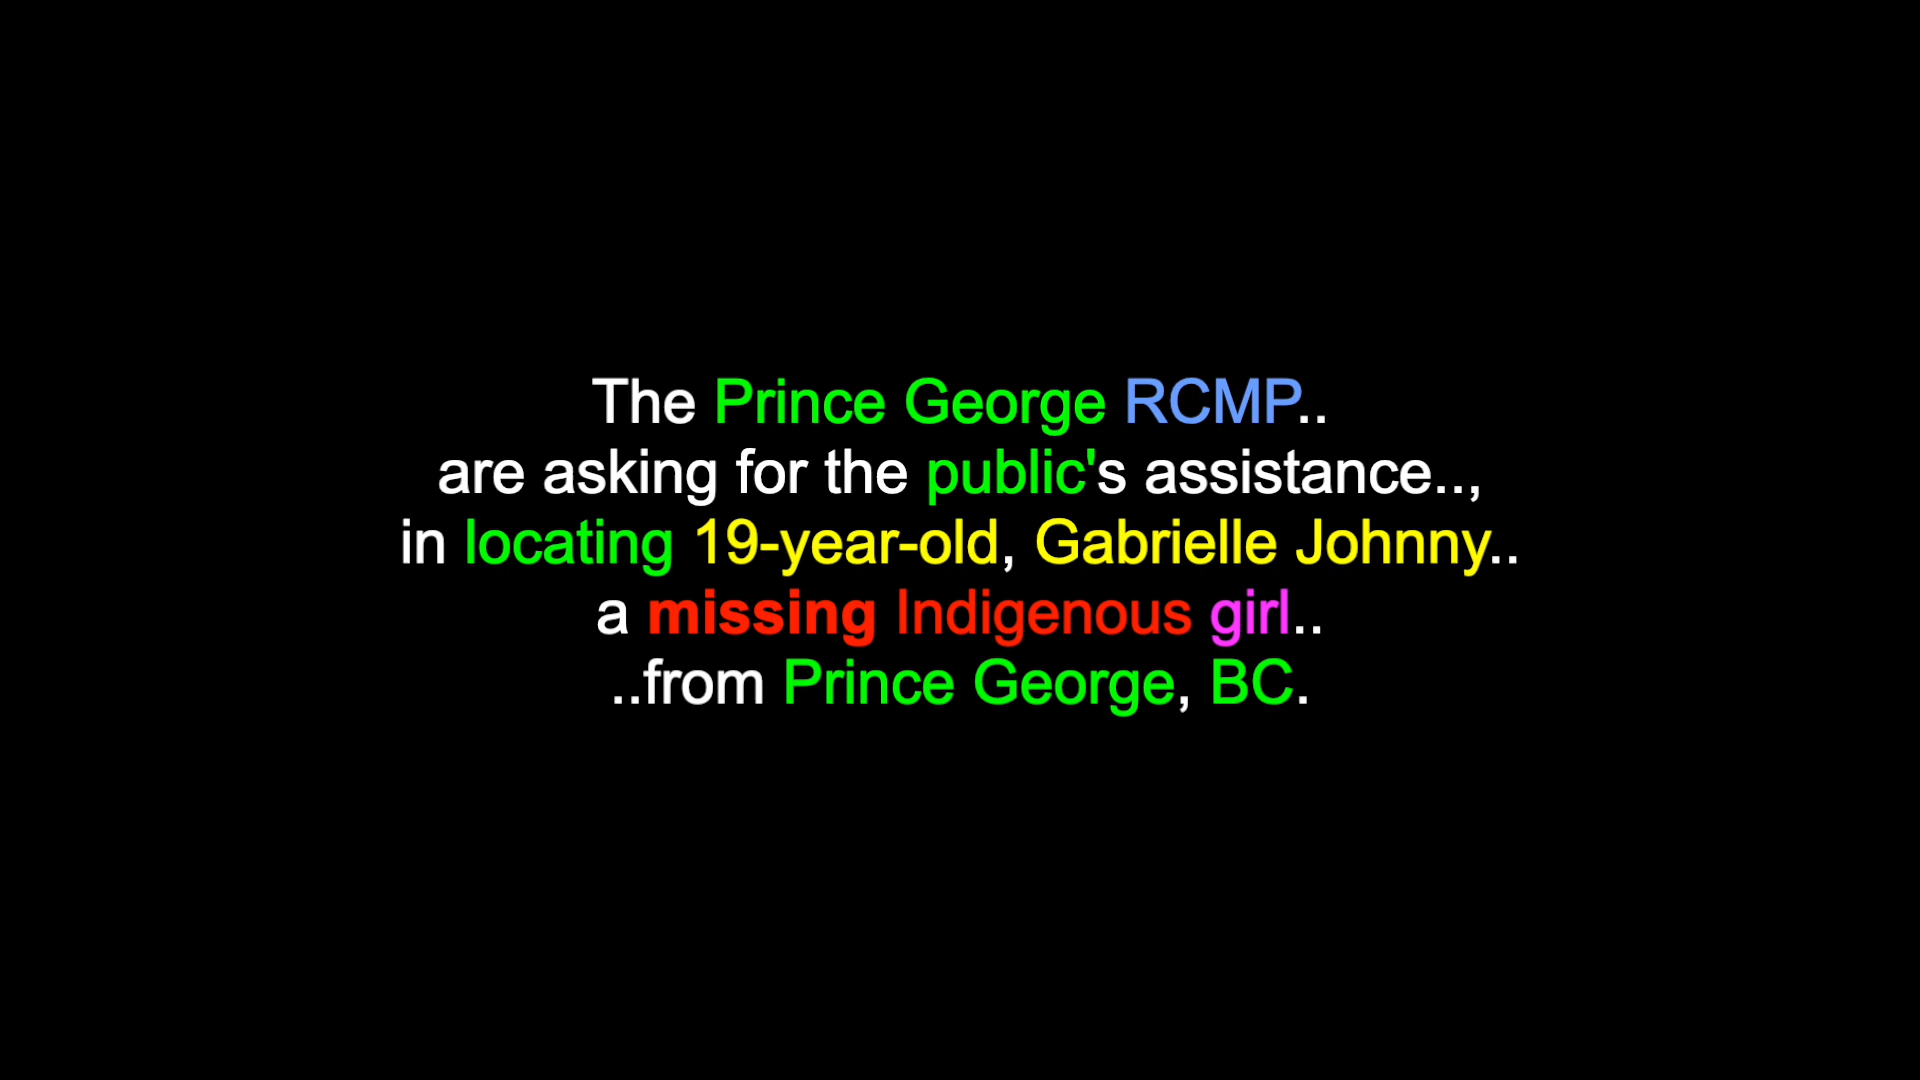 The Prince George RCMP..
are asking for the public's assistance..,
in locating 19-year-old, Gabrielle Johnny..
a missing Indigenous girl..
..from Prince George, BC.